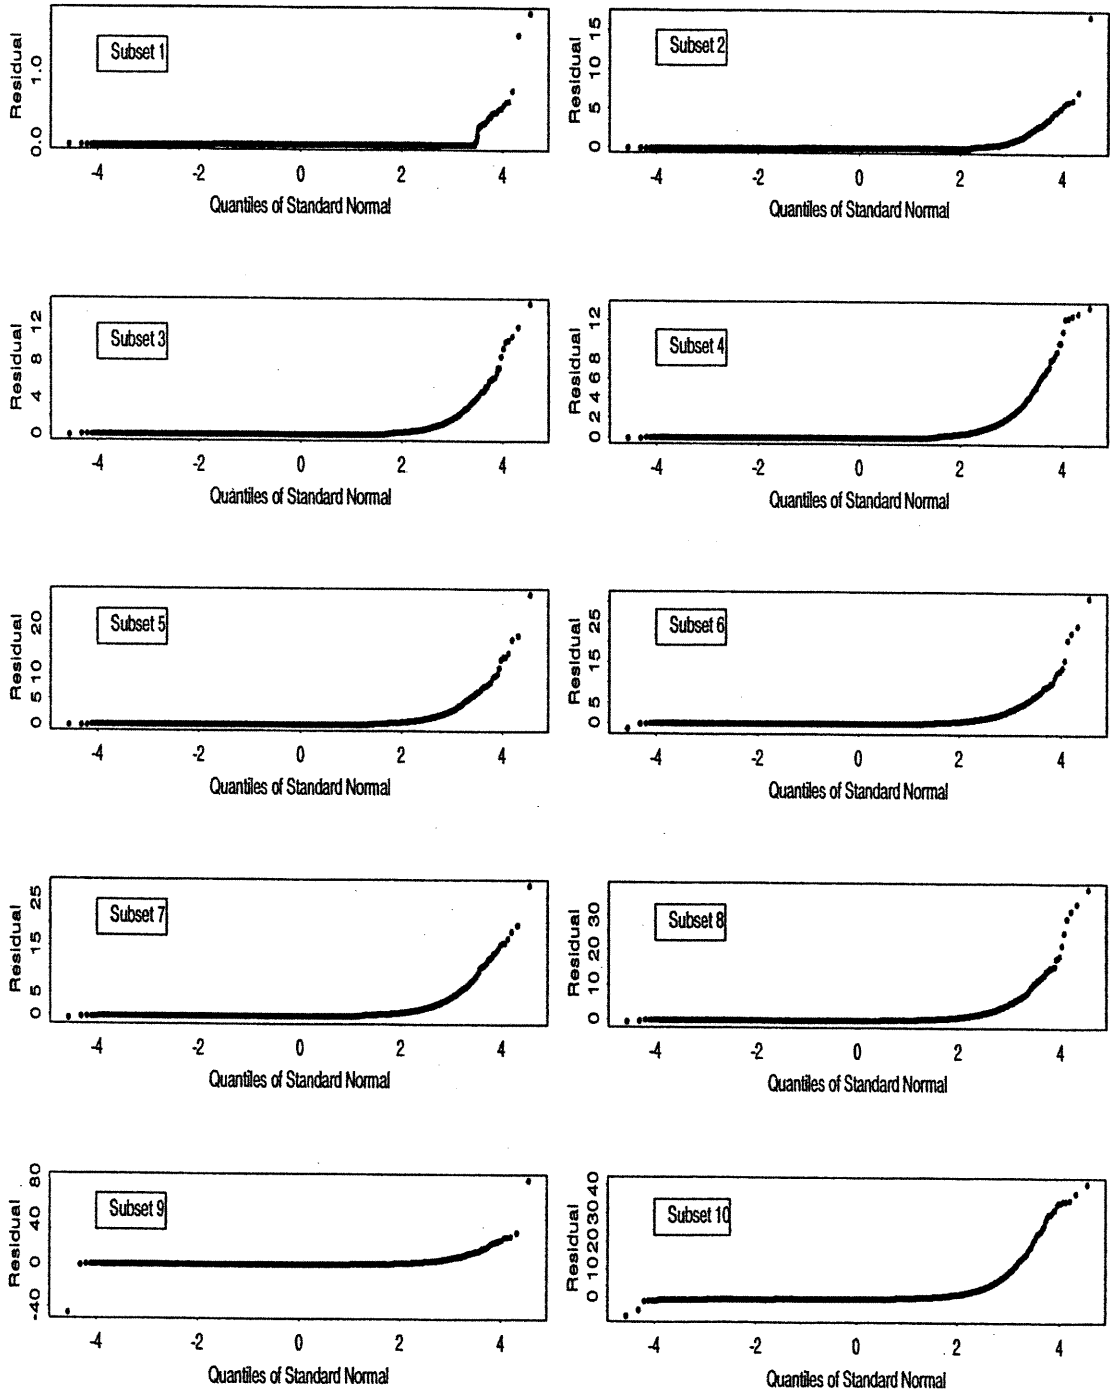 Subset 1
Residual
0.0 1.0
-4 -2 0 2 4
Quantiles of Standard Normal
Subset 2
Residual
0 5 10 15
-4 -2 0 2 4
Quantiles of Standard Normal
Subset 3
Residual
0 4 8 12
-4 -2 0 2 4
Quantiles of Standard Normal
Subset 4
Residual
0 2 4 6 8 12
-4 -2 0 2 4
Quantiles of Standard Normal
Subset 5
Residual
0 5 10 20
-4 -2 0 2 4
Quantiles of Standard Normal
Subset 6
Residual
0 5 15 25
-4 -2 0 2 4
Quantiles of Standard Normal
Subset 7
Residual
0 5 15 25
-4 -2 0 2 4
Quantiles of Standard Normal
Subset 8
Residual
0 10 20 30
-4 -2 0 2 4
Quantiles of Standard Normal
Subset 9
Residual
-40 0 40 80
-4 -2 0 2 4
Quantiles of Standard Normal
Subset 10
Residual
0 10 20 30 40
-4 -2 0 2 4
Quantiles of Standard Normal